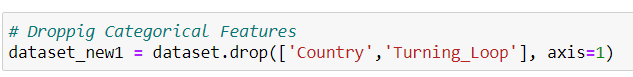 # Droppig Categorical Features
dataset_new1 = dataset.drop(['Country','Turning_Loop'], axis=1)